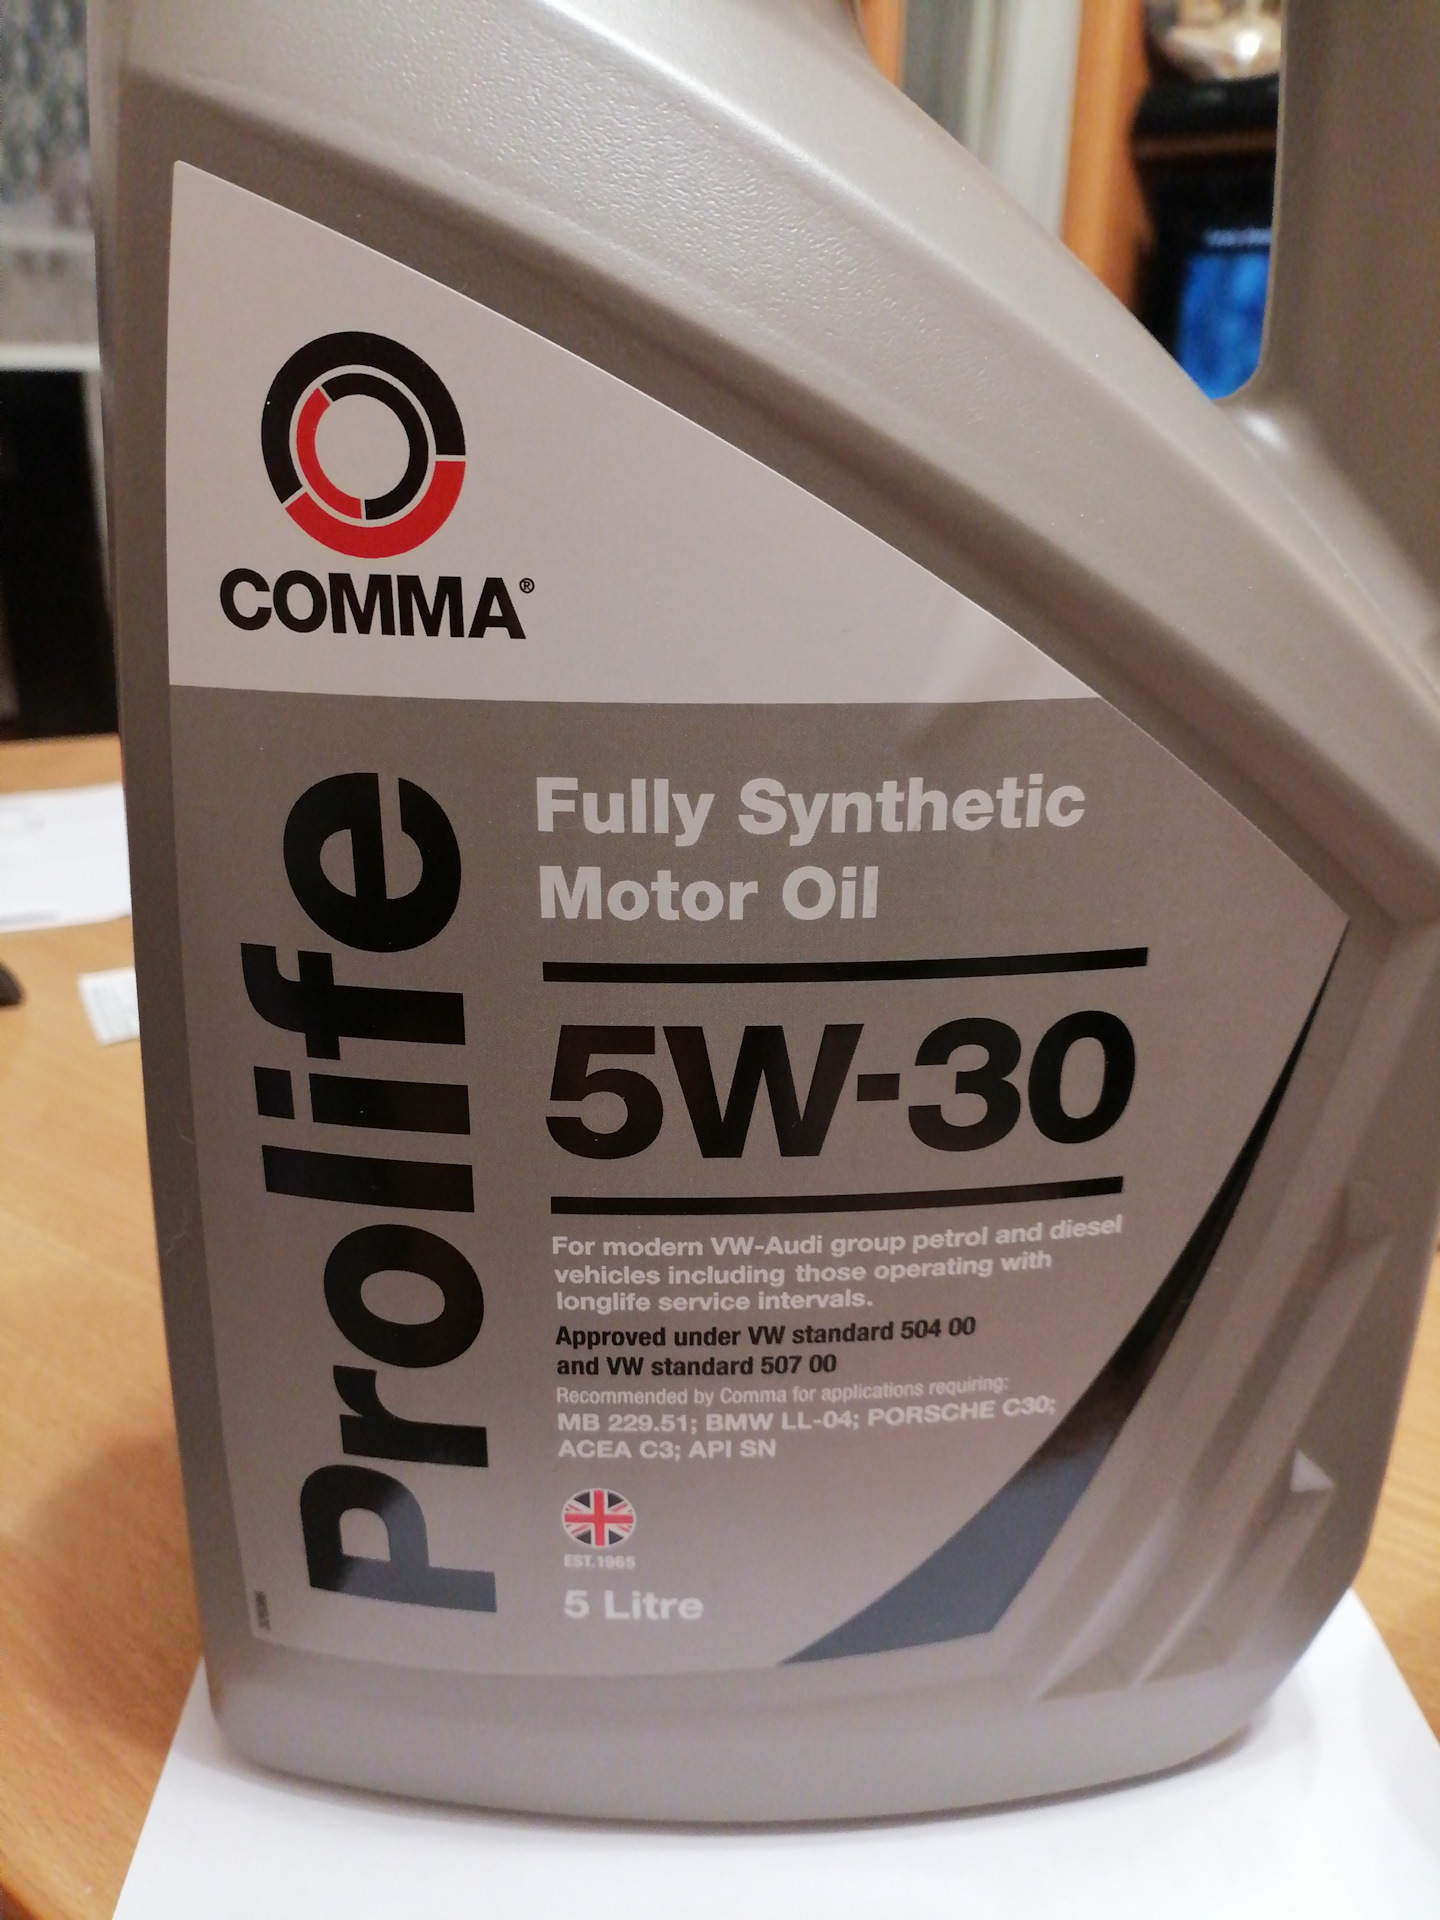 COMMA®
Prolife
Fully Synthetic
Motor Oil
5W-30
For modern VW-Audi group petrol and diesel
vehicles including those operating with
longlife service intervals.
Approved under VW standard 504 00
and VW standard 507 00
Recommended by Comma for applications requiring:
MB 229.51; BMW LL-04; PORSCHE C30;
ACEA C3; API SN
EST.1965
5 Litre